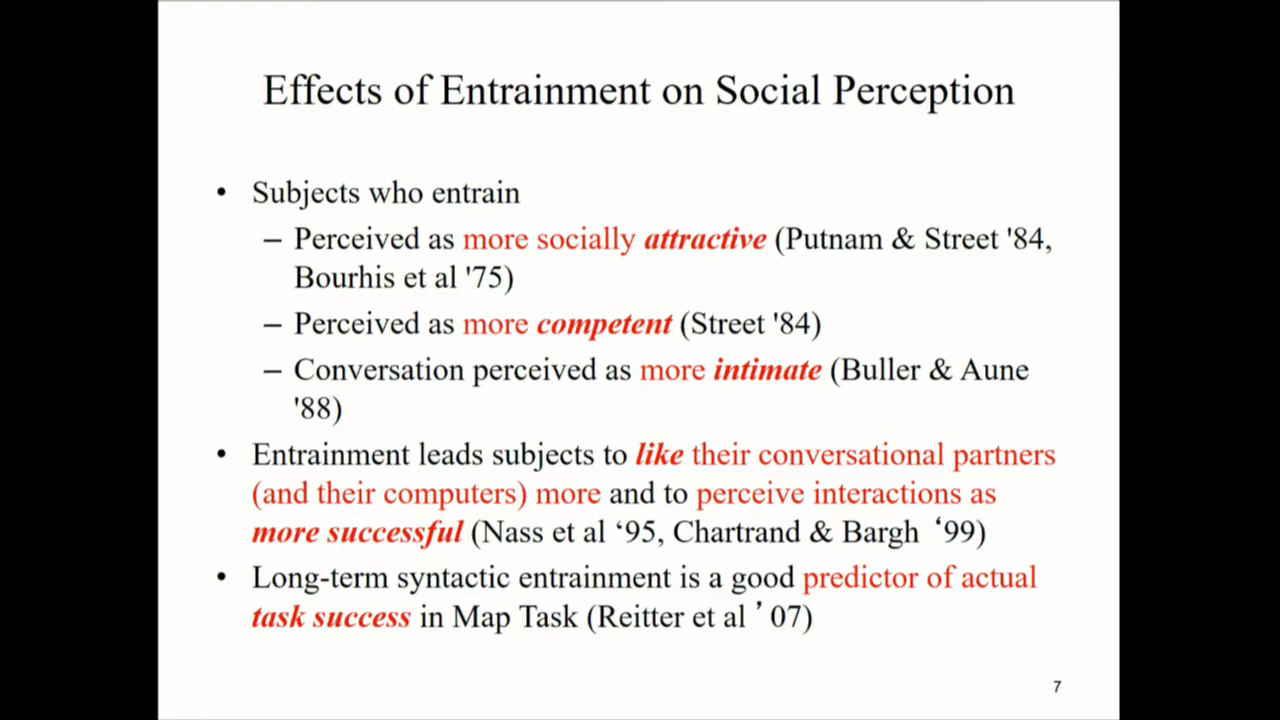 Effects of Entrainment on Social Perception
• Subjects who entrain
– Perceived as more socially attractive (Putnam & Street '84,
Bourhis et al '75)
– Perceived as more competent (Street '84)
– Conversation perceived as more intimate (Buller & Aune
'88)
• Entrainment leads subjects to like their conversational partners
(and their computers) more and to perceive interactions as
more successful (Nass et al ‘95, Chartrand & Bargh ‘99)
• Long-term syntactic entrainment is a good predictor of actual
task success in Map Task (Reitter et al ’07)
7